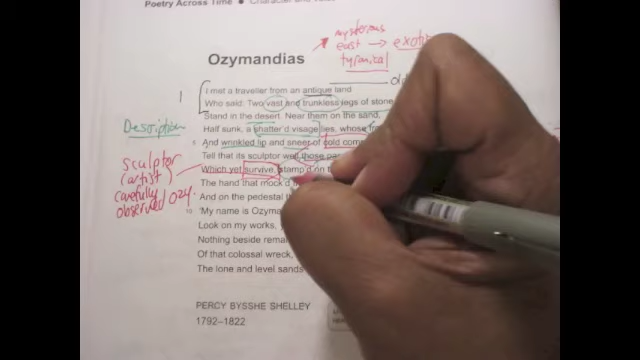 Poetry Across Time • Character and
mysterious
east → exotic
tyranical
Ozymandias
old
1
I met a traveller from an antique land
Who said: Two vast and trunkless legs of stone
Stand in the desert. Near them on the sand,
Description
Half sunk, a shatter'd visage lies, whose
And wrinkled lip and sneer of cold
Tell that its sculptor well those
sculptor
(artist)
carefully
observed Ozy.
Which yet survive, stamp'd on
The hand that mock'd
And on the pedestal
10
'My name is Ozyma
Look on my works,
Nothing beside rema
Of that colossal wreck,
The lone and level sands
PERCY BYSSHE SHELLEY
1792–1822